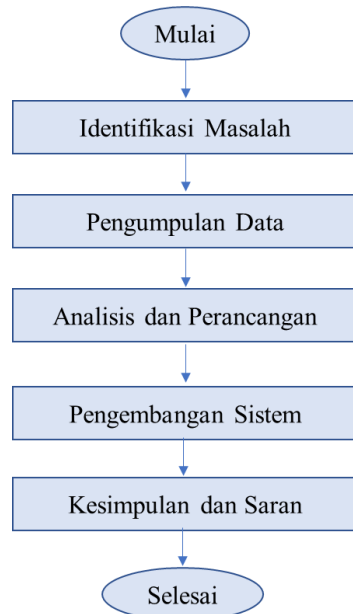 Mulai
Identifikasi Masalah
Pengumpulan Data
Analisis dan Perancangan
Pengembangan Sistem
Kesimpulan dan Saran
Selesai